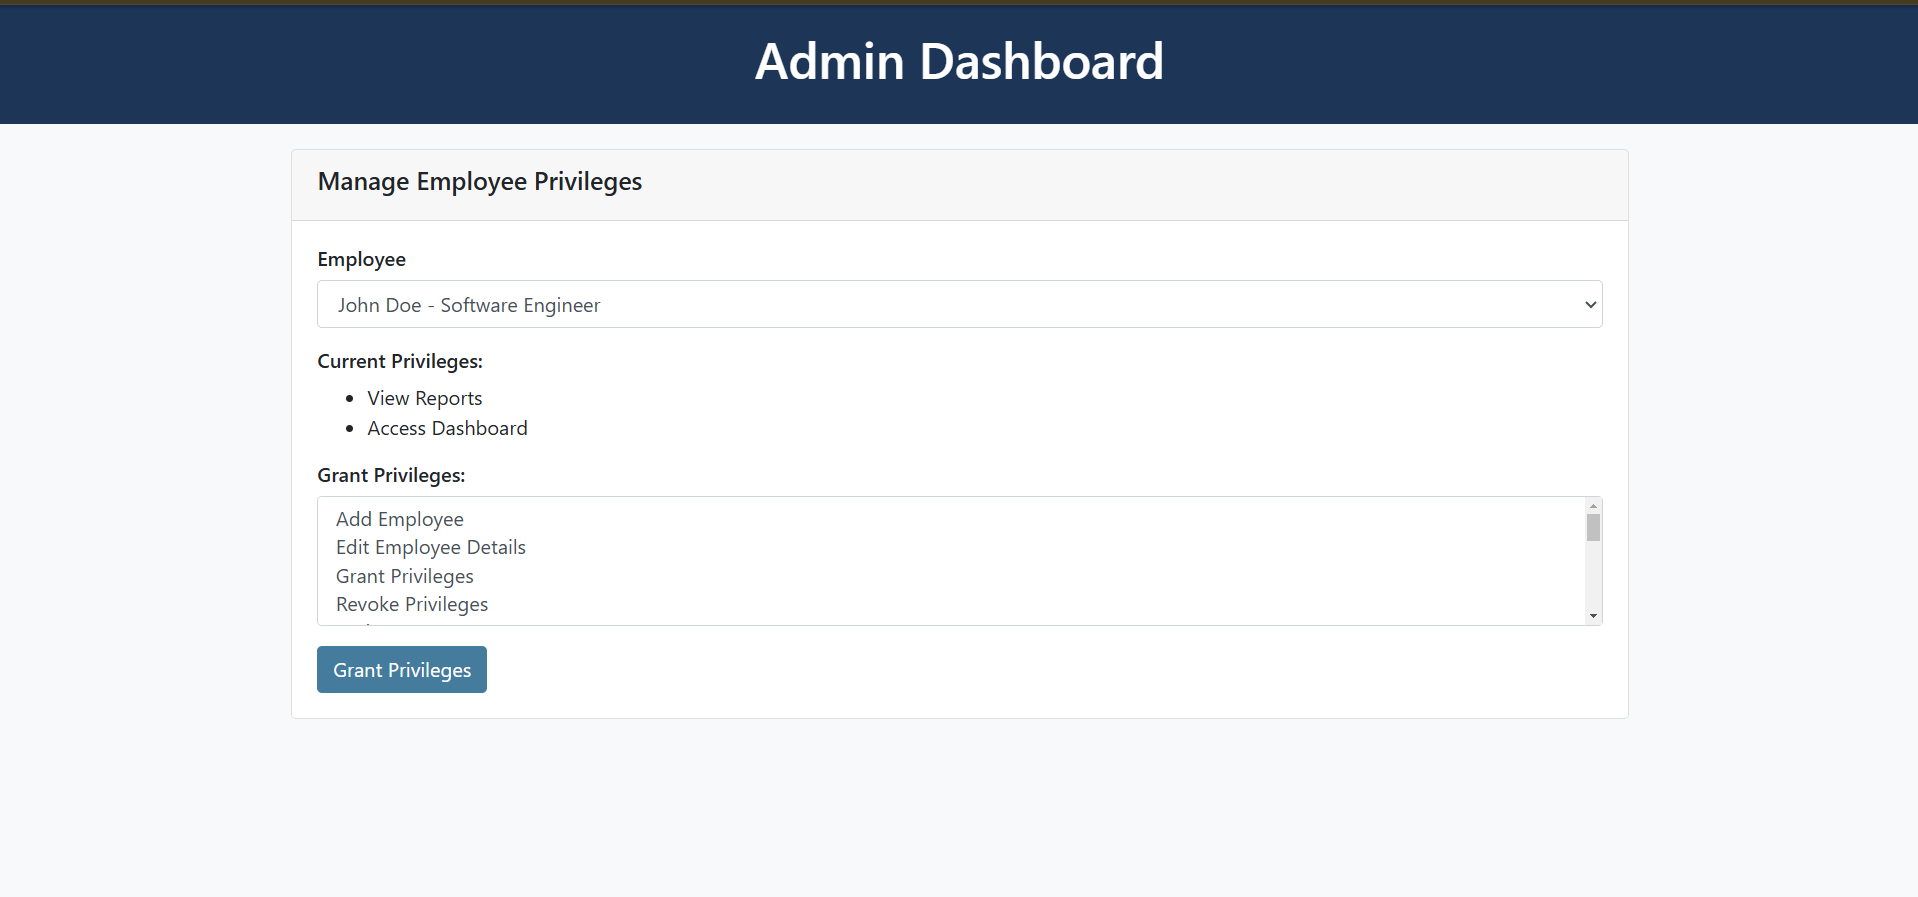 Admin Dashboard
Manage Employee Privileges
Employee
John Doe - Software Engineer
Current Privileges:
View Reports
Access Dashboard
Grant Privileges:
Add Employee
Edit Employee Details
Grant Privileges
Revoke Privileges
Grant Privileges